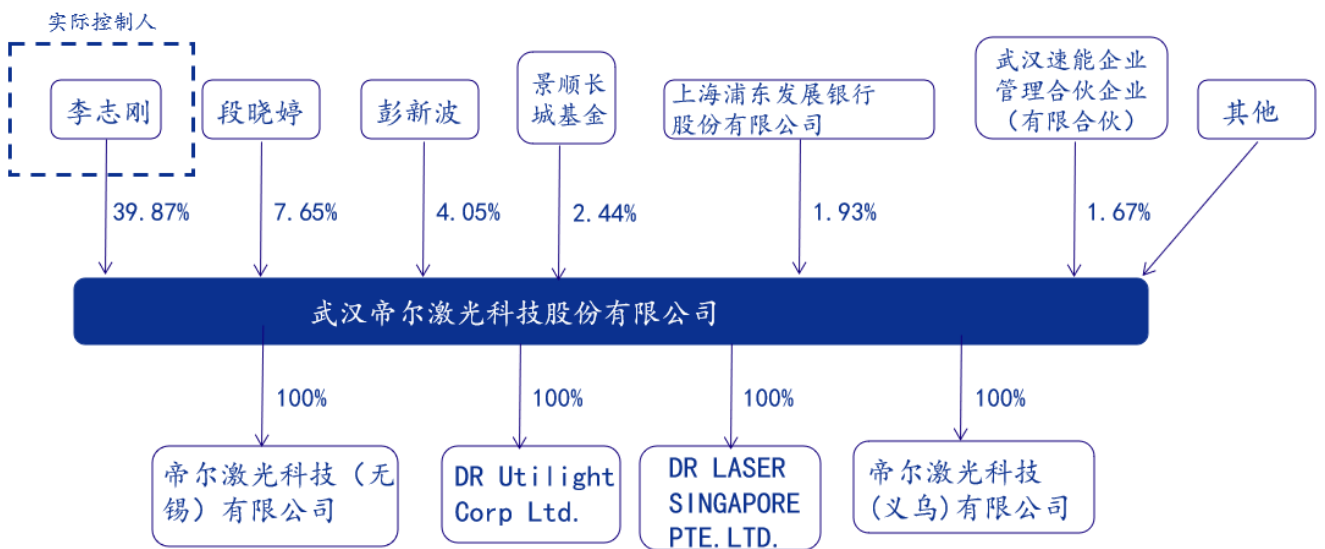 实际控制人
李志刚
段晓婷
彭新波
景顺长
城基金
上海浦东发展银行
股份有限公司
武汉速能企业
管理合伙企业
（有限合伙）
其他
39.87%
7.65%
4.05%
2.44%
1.93%
1.67%
武汉帝尔激光科技股份有限公司
100%
100%
100%
100%
帝尔激光科技（无
锡）有限公司
DR Utilight
Corp Ltd.
DR LASER
SINGAPORE
PTE.LTD.
帝尔激光科技
(义乌)有限公司